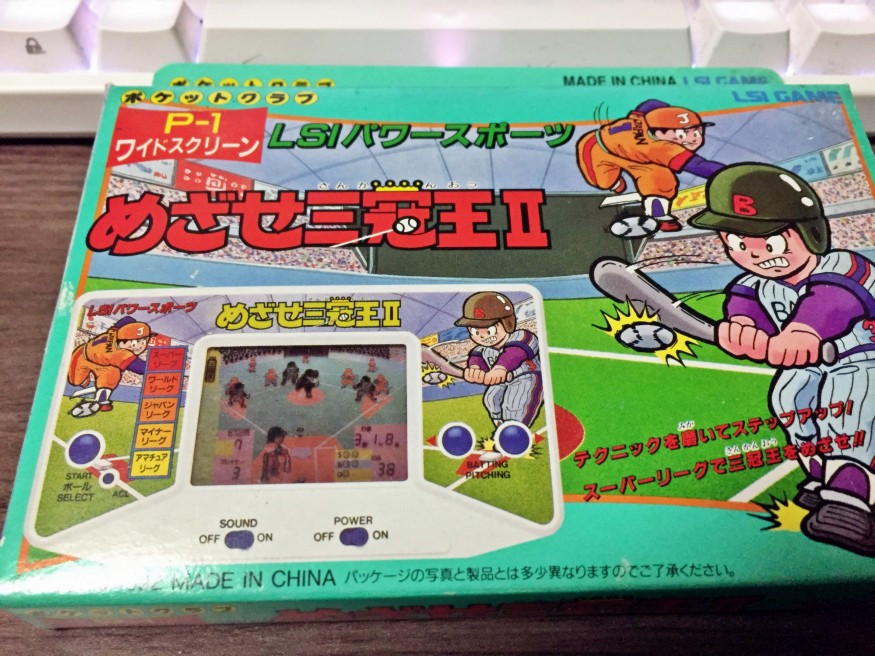 MADE IN CHINA LSI GAME
ポケットクラブ
LSI GAME
P-1
ワイドスクリーン
LSIパワースポーツ
めざせ三冠王II
J
JAPAN
B
LSIパワースポーツ
めざせ三冠王II
J
B
スーパー
リーグ
ワールド
リーグ
ジャパン
リーグ
マイナー
リーグ
アマチュア
リーグ
7
3
1.8
38
START
ボール
SELECT
ACL
BATTING
PITCHING
SOUND
OFF ON
POWER
OFF ON
テクニックを磨いてステップアップ!
みが
スーパーリーグで三冠王をめざせ!!
さんかんおう
MADE IN CHINA パッケージの写真と製品とは多少異なりますのでご了承ください。